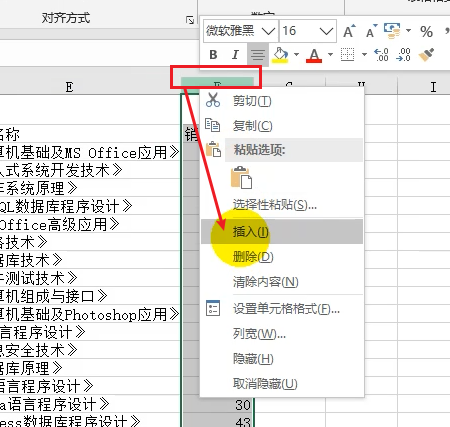 对齐方式
微软雅黑 16 A A %
B I A
E F G H I
名称 销
算机基础及MS Office应用》
入式系统开发技术》
作系统原理》
QL数据库程序设计》
Office高级应用》
络技术》
据库技术》
件测试技术》
算机组成与接口》
算机基础及Photoshop应用》
言程序设计》
息安全技术》
据库原理》
语言程序设计》
a语言程序设计》 30
ess数据库程序设计》 43
剪切(T)
复制(C)
粘贴选项:
选择性粘贴(S)...
插入(I)
删除(D)
清除内容(N)
设置单元格格式(F)...
列宽(W)...
隐藏(H)
取消隐藏(U)